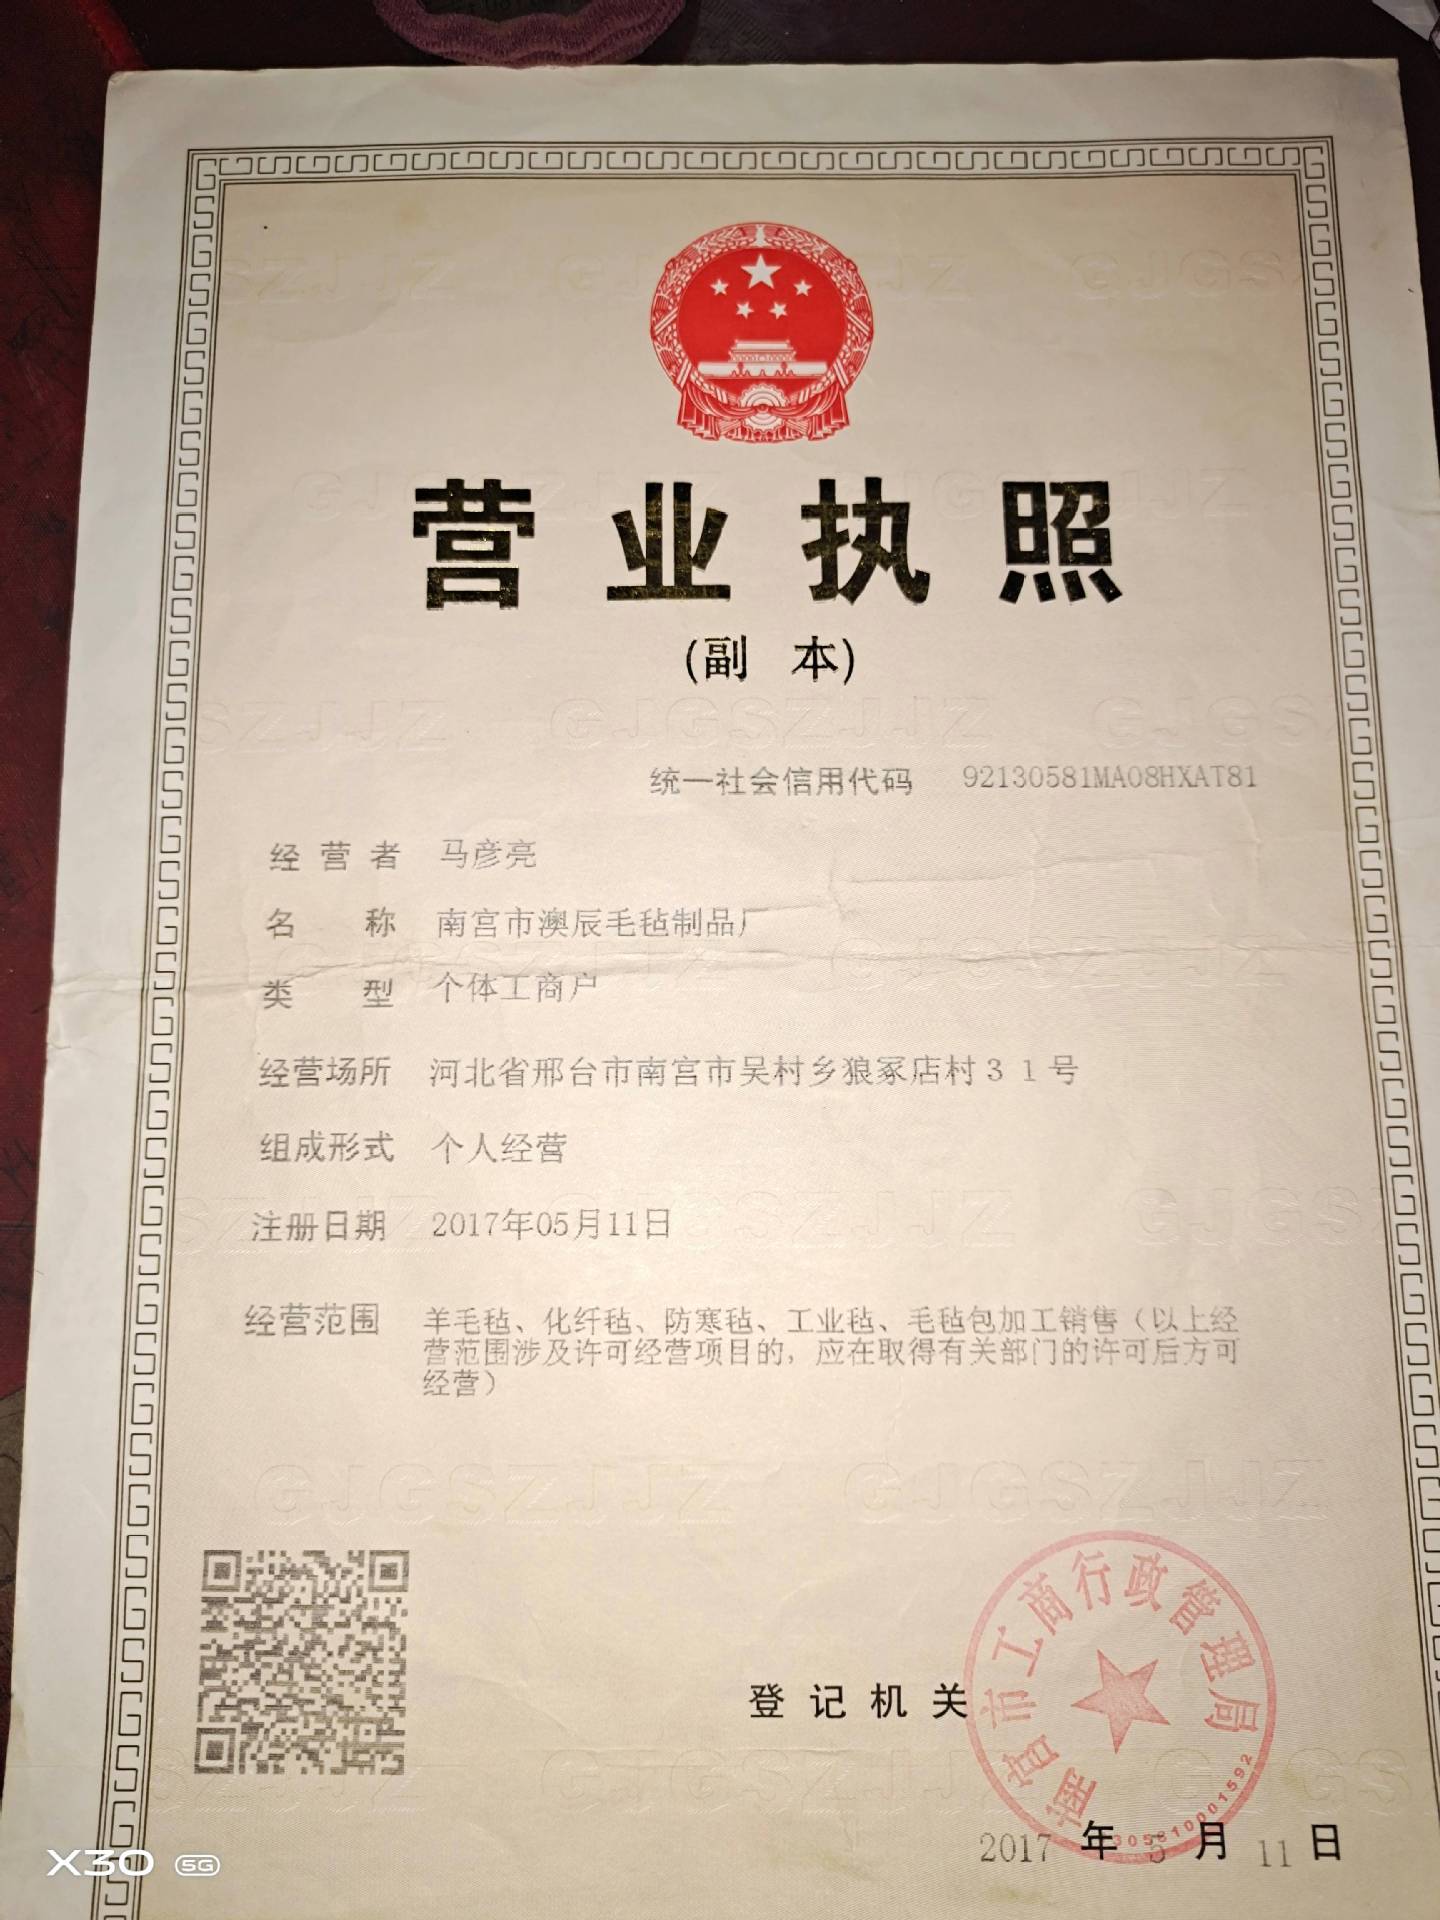 营业执照
(副 本)
统一社会信用代码 92130581MA08HXAT81
经营者 马彦亮
名称 南宫市澳辰毛毡制品厂
类型 个体工商户
经营场所 河北省邢台市南宫市吴村乡狼冢店村31号
组成形式 个人经营
注册日期 2017年05月11日
经营范围 羊毛毡、化纤毡、防寒毡、工业毡、毛毡包加工销售（以上经
营范围涉及许可经营项目的，应在取得有关部门的许可后方可
经营）
登记机关
南宫市工商行政管理局
2017 年 5 月 11 日
X30 5G